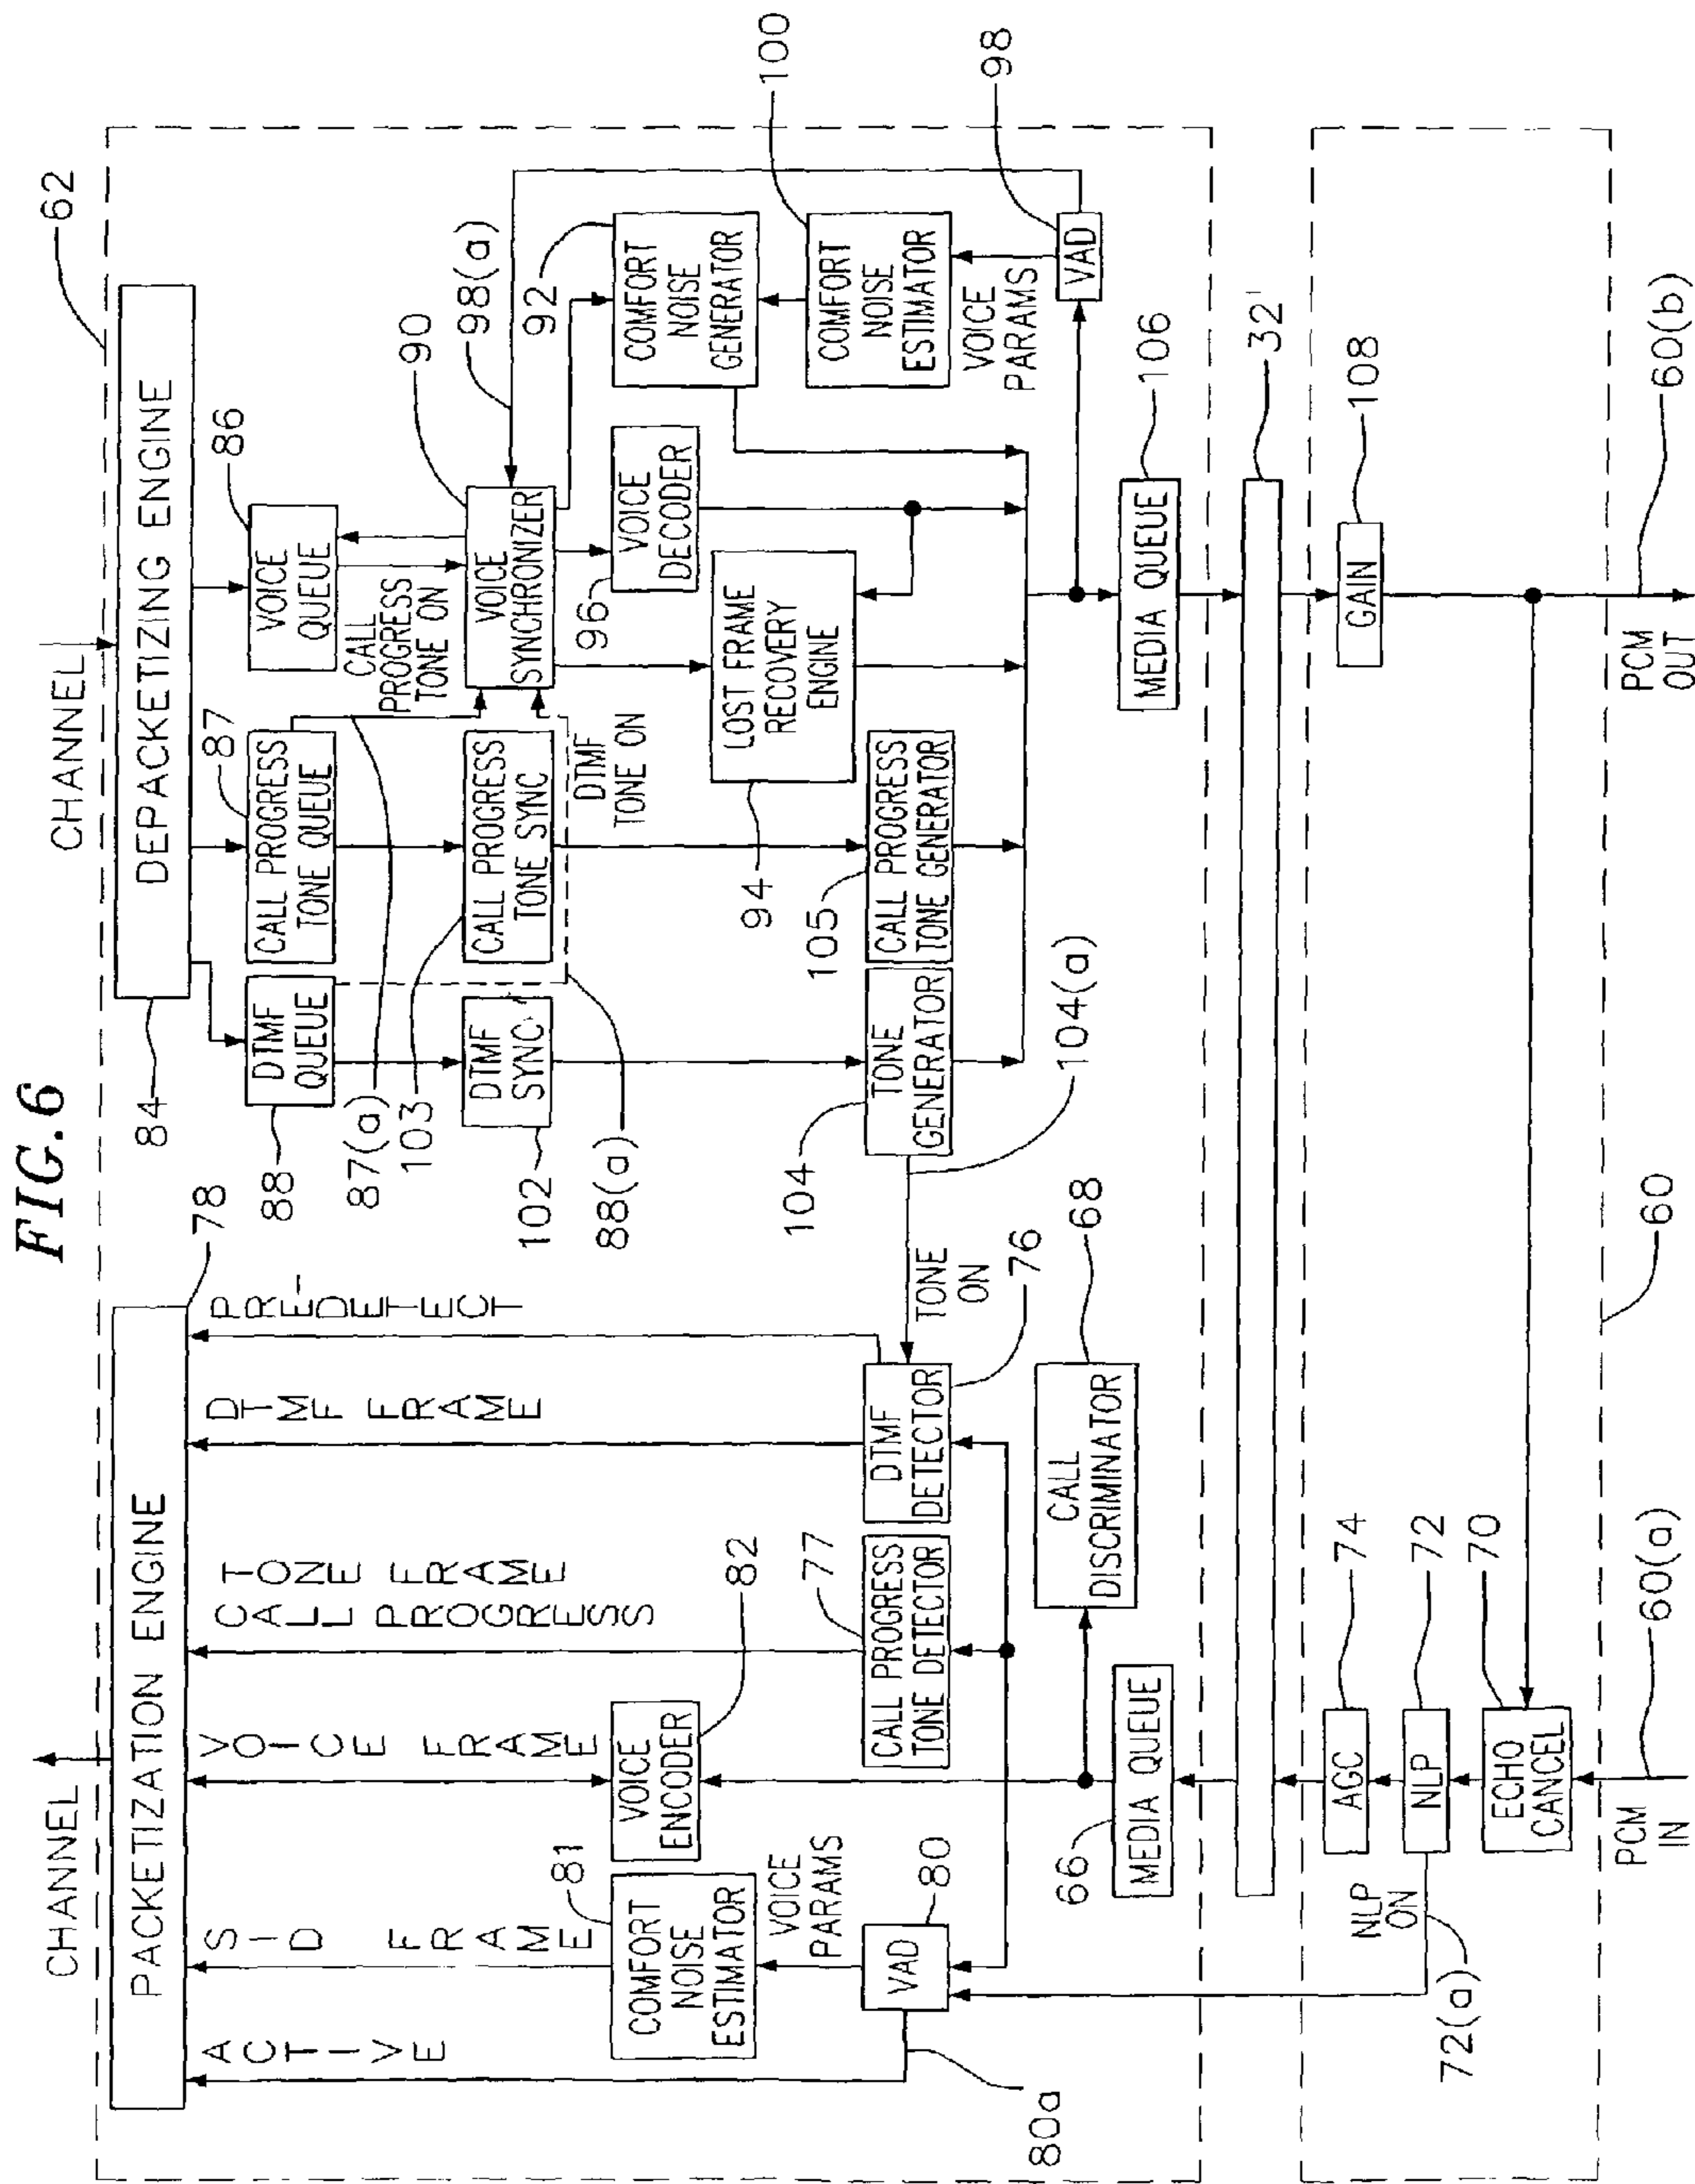 FIG. 6
CHANNEL
PACKETIZATION ENGINE
78
ACTIVE
SID FRAME
VOICE FRAME
CALL PROGRESS
TONE FRAME
DTMF FRAME
PRE-
DETECT
COMFORT
NOISE
ESTIMATOR
81
VOICE
ENCODER
82
VOICE
PARAMS
VAD
80
80a
CALL PROGRESS
TONE DETECTOR
77
DTMF
DETECTOR
76
TONE
ON
CALL
DISCRIMINATOR
68
MEDIA QUEUE
66
CHANNEL
DEPACKETIZING ENGINE
84
62
DTMF
QUEUE
88
CALL PROGRESS
TONE QUEUE
87
87(a)
VOICE
QUEUE
86
CALL
PROGRESS
TONE ON
DTMF
SYNC
102
CALL PROGRESS
TONE SYNC
103
88(a)
VOICE
SYNCHRONIZER
90
98(a)
DTMF
TONE ON
LOST FRAME
RECOVERY
ENGINE
94
VOICE
DECODER
96
COMFORT
NOISE
GENERATOR
92
COMFORT
NOISE
ESTIMATOR
100
VOICE
PARAMS
VAD
98
TONE
GENERATOR
104
104(a)
CALL PROGRESS
TONE GENERATOR
105
MEDIA QUEUE
106
32'
AGC
74
NLP
72
NLP
ON
72(a)
ECHO
CANCEL
70
PCM
IN
60(a)
GAIN
108
PCM
OUT
60(b)
60